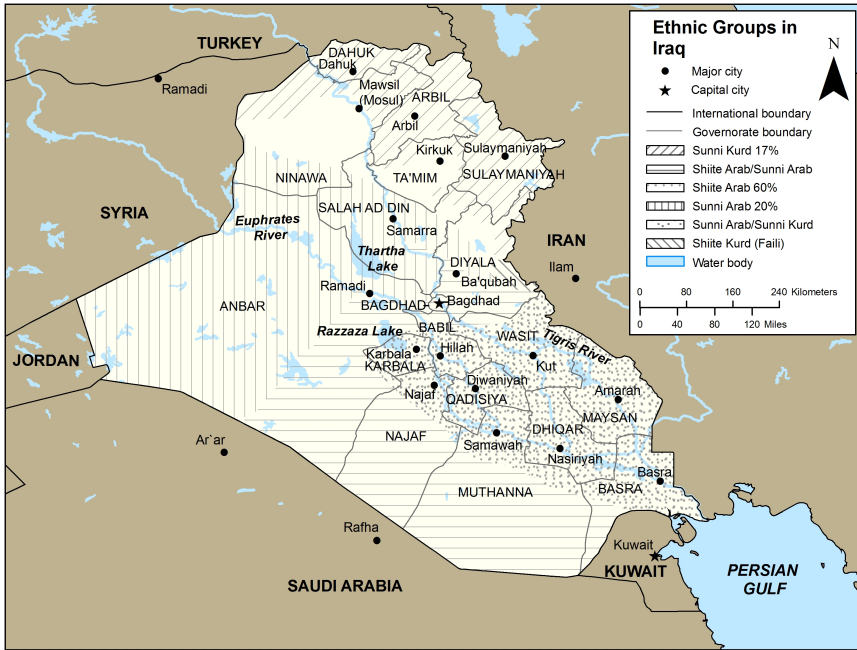 Ethnic Groups in
Iraq
N
Major city
Capital city
International boundary
Governorate boundary
Sunni Kurd 17%
Shiite Arab/Sunni Arab
Shiite Arab 60%
Sunni Arab 20%
Sunni Arab/Sunni Kurd
Shiite Kurd (Faili)
Water body
0 80 160 240 Kilometers
0 40 80 120 Miles
TURKEY
Ramadi
DAHUK
Dahuk
Mawsil
(Mosul)
ARBIL
Arbil
Kirkuk
Sulaymaniyah
NINAWA
TA'MIM
SULAYMANIYAH
SYRIA
SALAH AD DIN
Euphrates
River
Samarra
IRAN
Thartha
Lake
DIYALA
Ilam
Ba'qubah
Ramadi
ANBAR
BAGDHAD
Bagdhad
Razzaza Lake
BABIL
WASIT
Tigris River
JORDAN
Karbala
Hillah
KARBALA
Kut
Najaf
Diwaniyah
QADISIYA
Amarah
MAYSAN
Ar`ar
NAJAF
Samawah
DHIQAR
Nasiriyah
Basra
MUTHANNA
BASRA
Rafha
Kuwait
SAUDI ARABIA
KUWAIT
PERSIAN
GULF